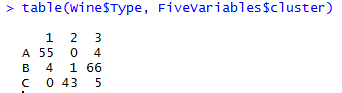 > table(Wine$Type, FiveVariables$cluster)
1 2 3
A 55 0 4
B 4 1 66
C 0 43 5